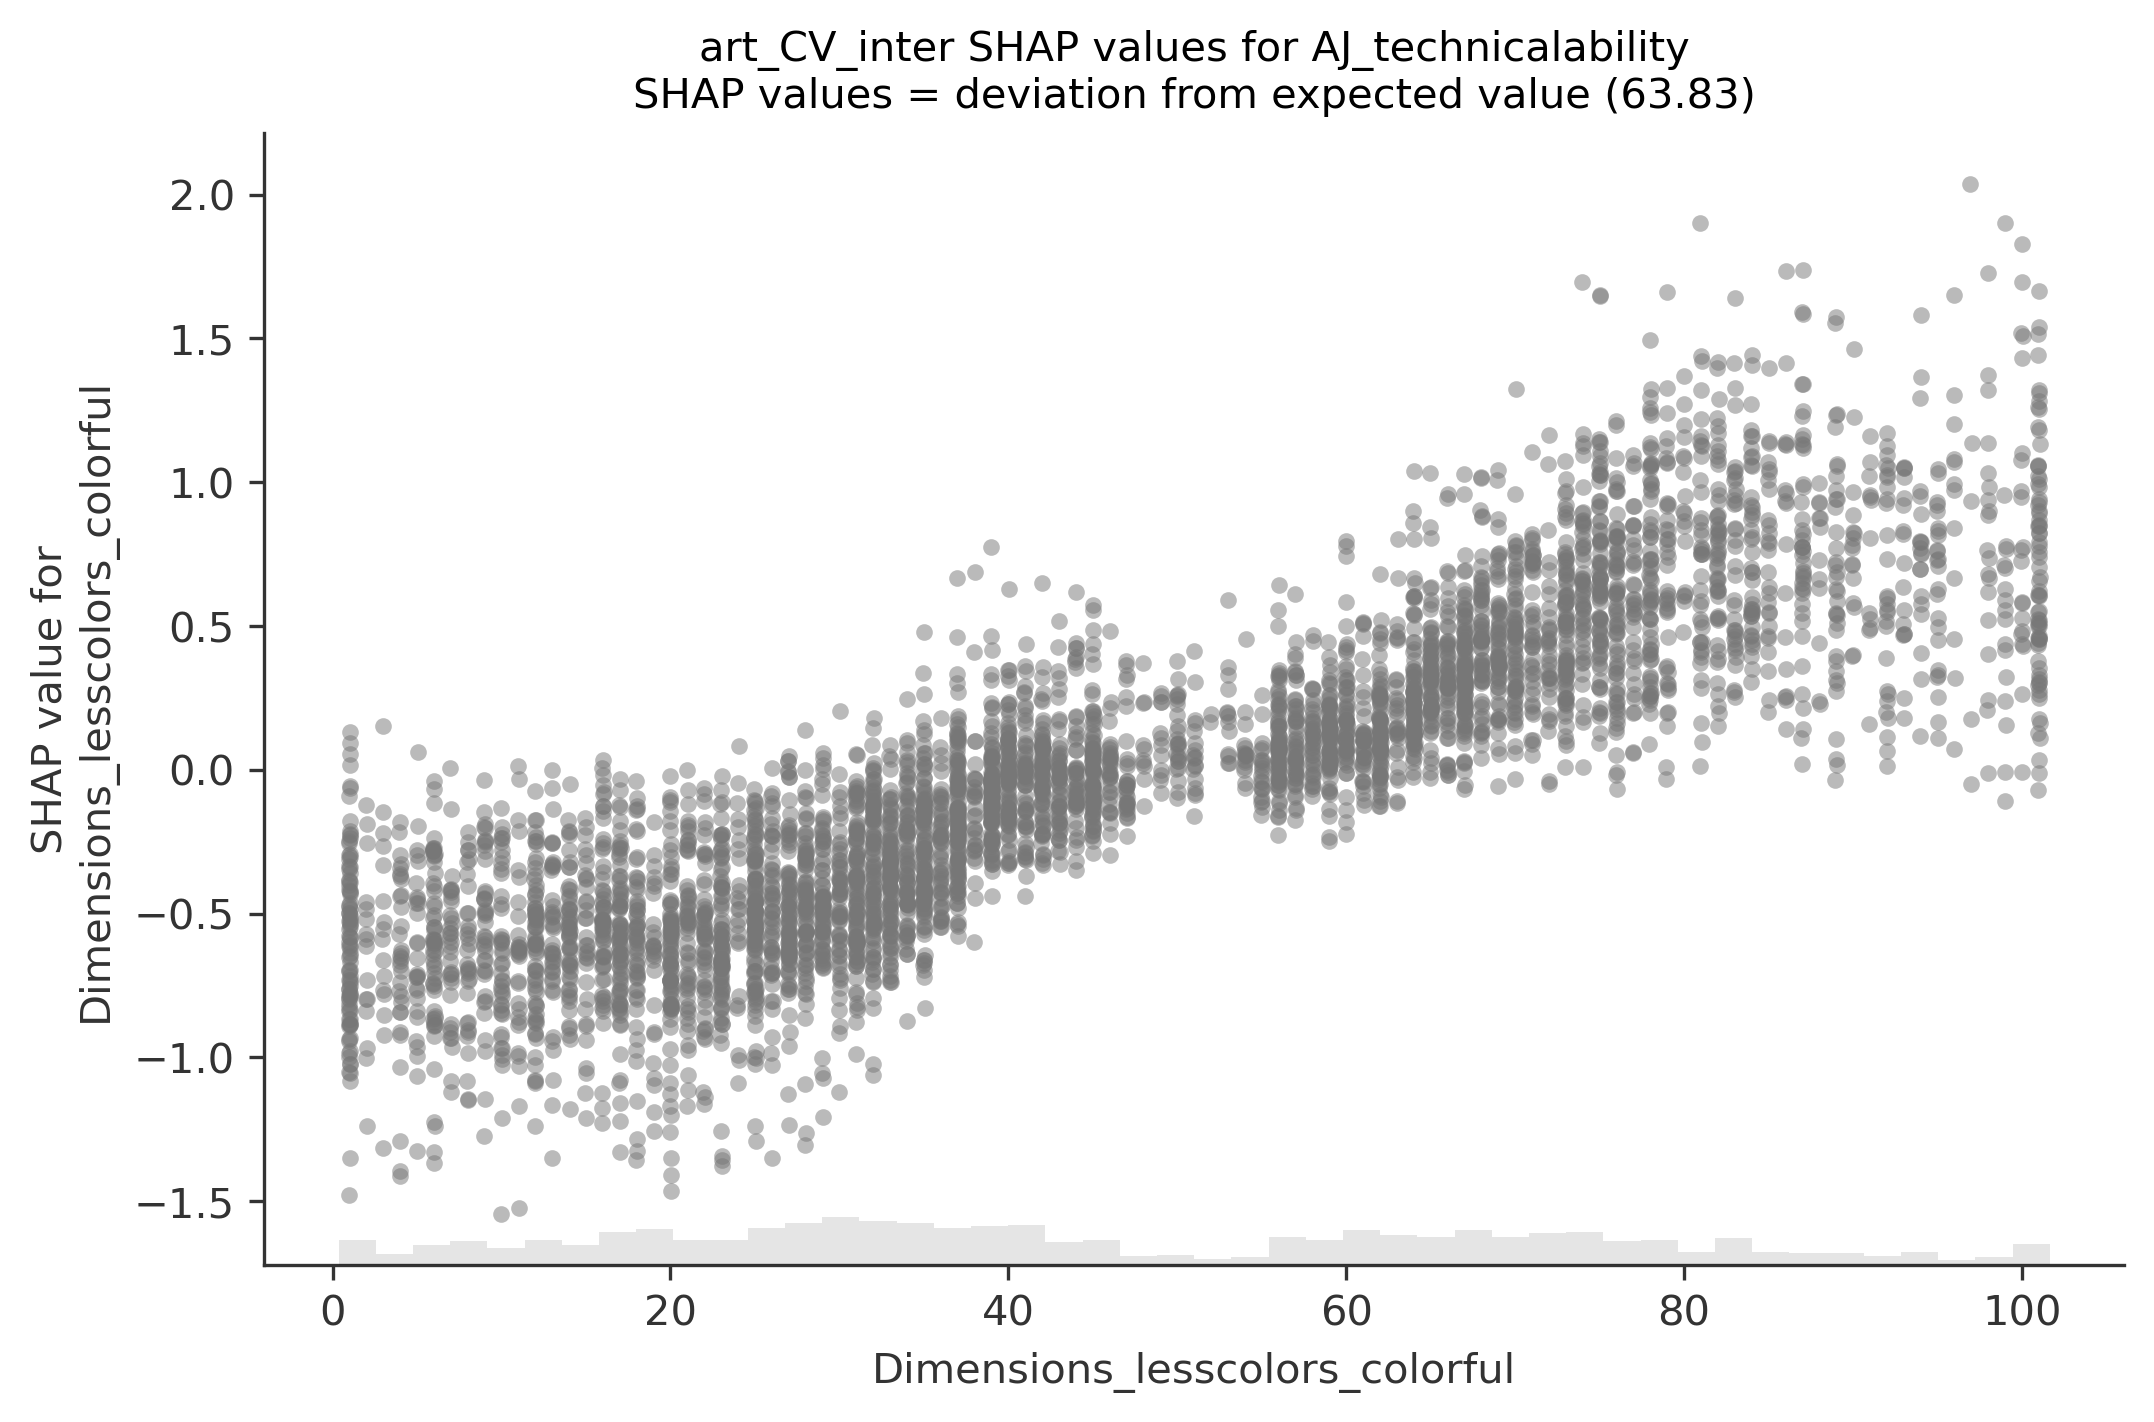 art_CV_inter SHAP values for AJ_technicalability
SHAP values = deviation from expected value (63.83)
SHAP value for
Dimensions_lesscolors_colorful
2.0
1.5
1.0
0.5
0.0
−0.5
−1.0
−1.5
0 20 40 60 80 100
Dimensions_lesscolors_colorful